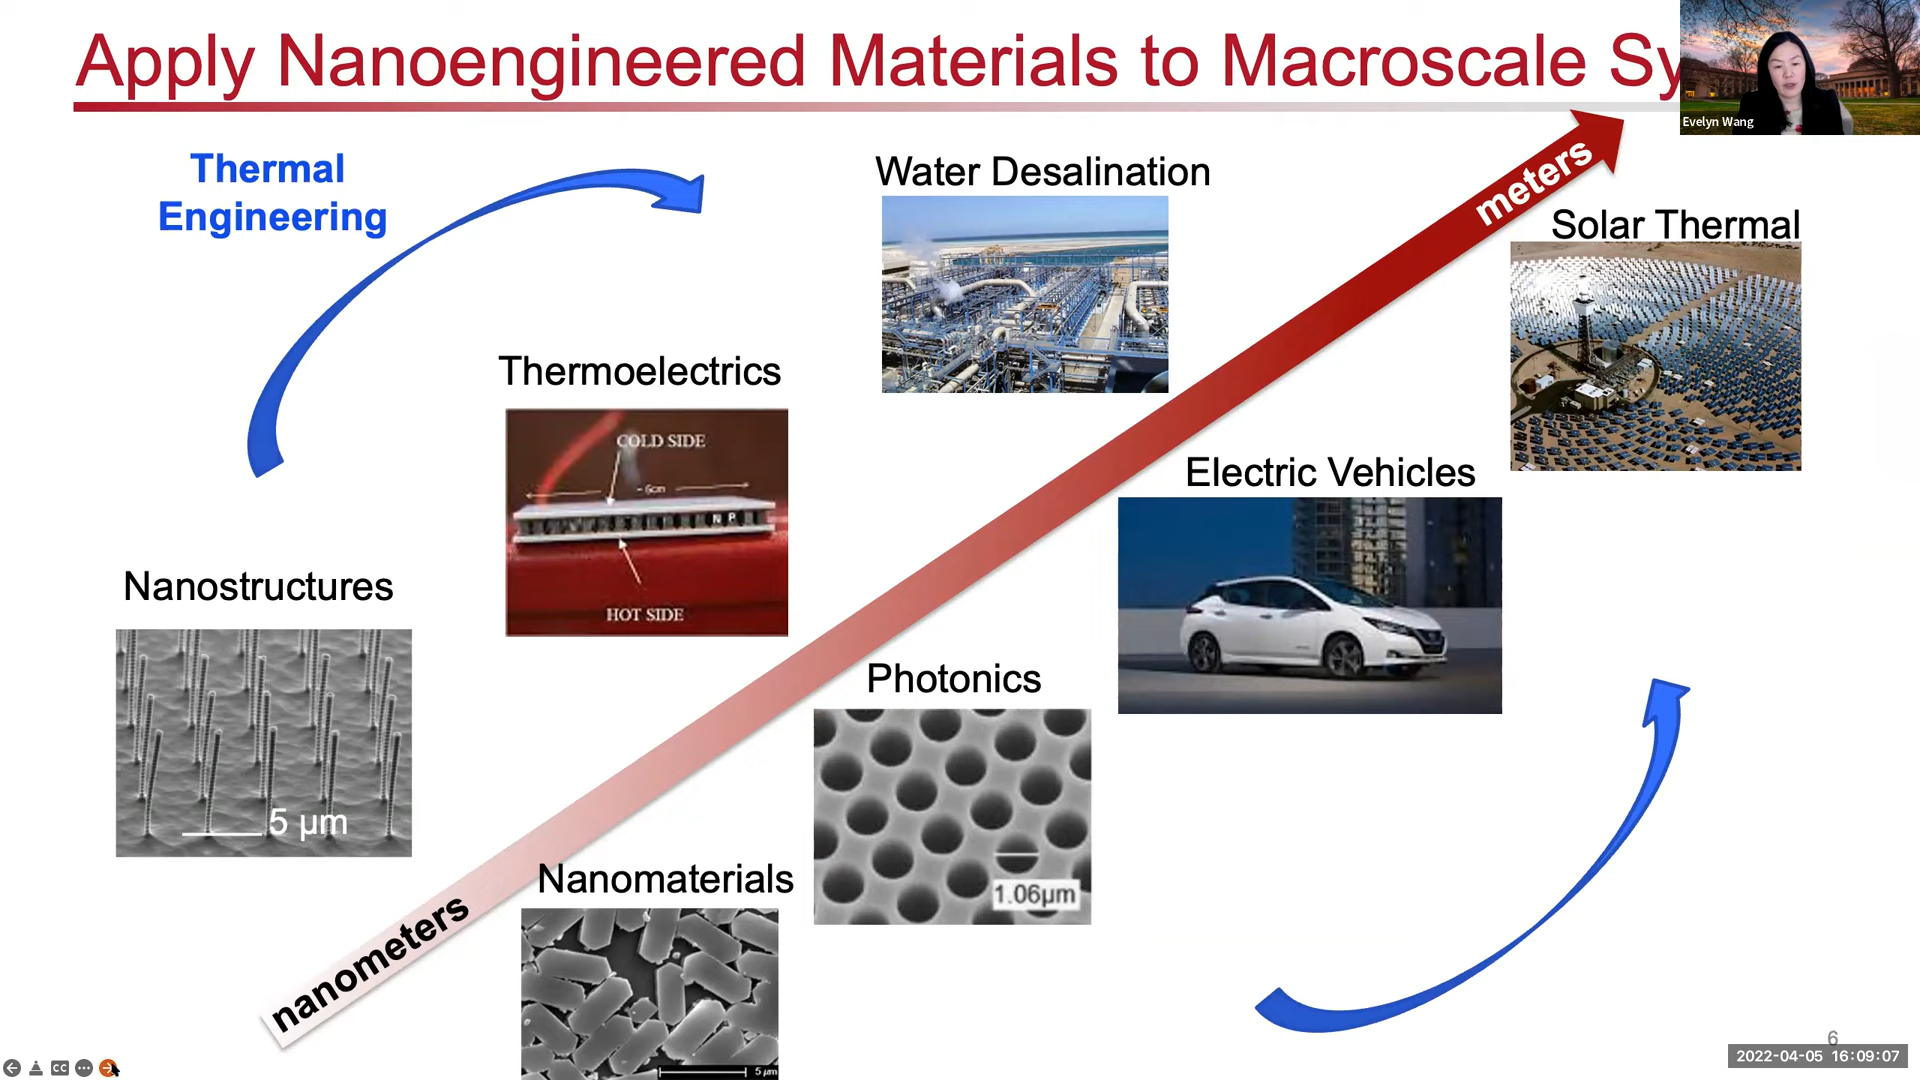 Apply Nanoengineered Materials to Macroscale Sy
Evelyn Wang
Thermal
Engineering
Water Desalination
meters
Solar Thermal
Thermoelectrics
COLD SIDE
N P
HOT SIDE
Electric Vehicles
Nanostructures
5 µm
Photonics
1.06µm
Nanomaterials
5 µm
nanometers
6
2022-04-05 16:09:07
CC